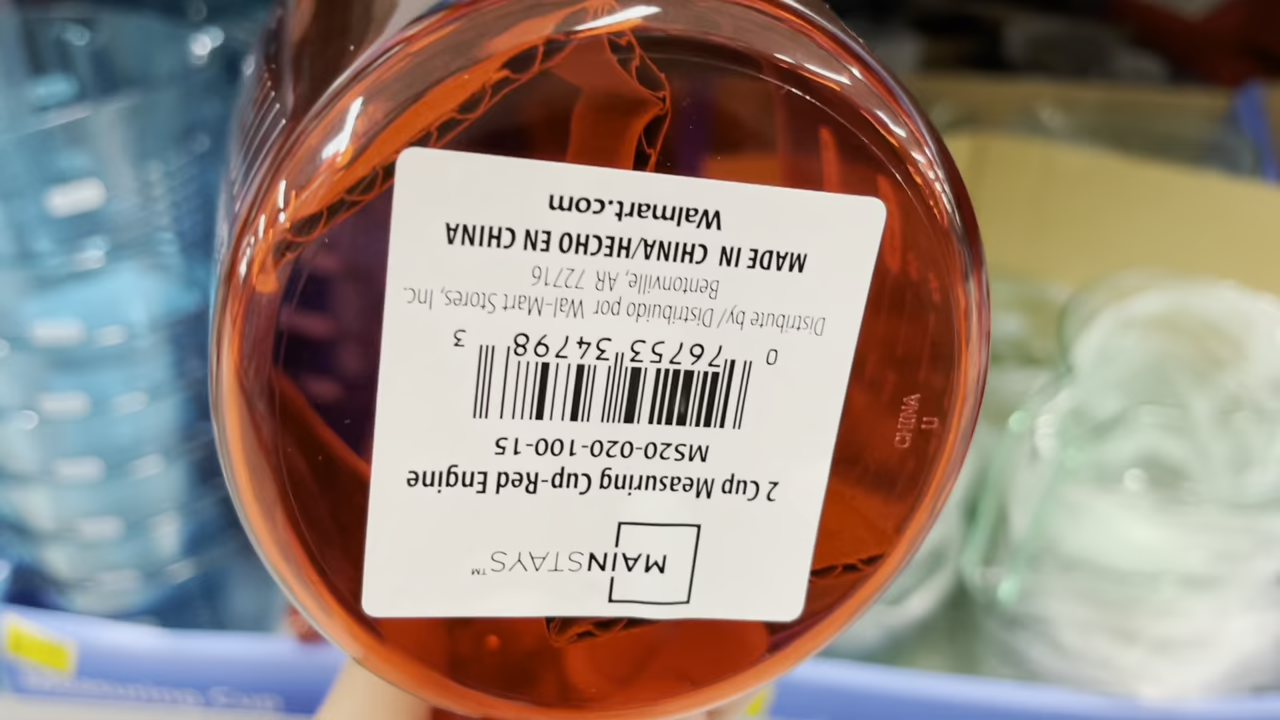 MAINSTAYS™
2 Cup Measuring Cup-Red Engine
MS20-020-100-15
0 76753 34798 3
Distribute by/ Distribuido por Wal-Mart Stores, Inc.
Bentonville, AR 72716
MADE IN CHINA/HECHO EN CHINA
Walmart.com
CHINA
U